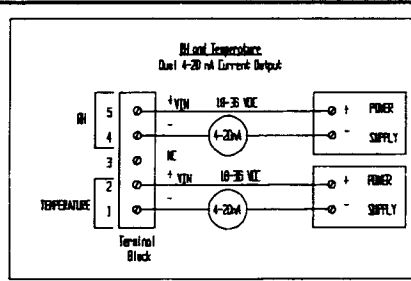 RH and Temperature
Dual 4-20 mA Current Output
RH
5
+ VIN
18-36 VDC
+ POWER
4
-
4-20mA
- SUPPLY
3
NC
TEMPERATURE
2
+ VIN
18-36 VDC
+ POWER
1
-
4-20mA
- SUPPLY
Terminal
Block